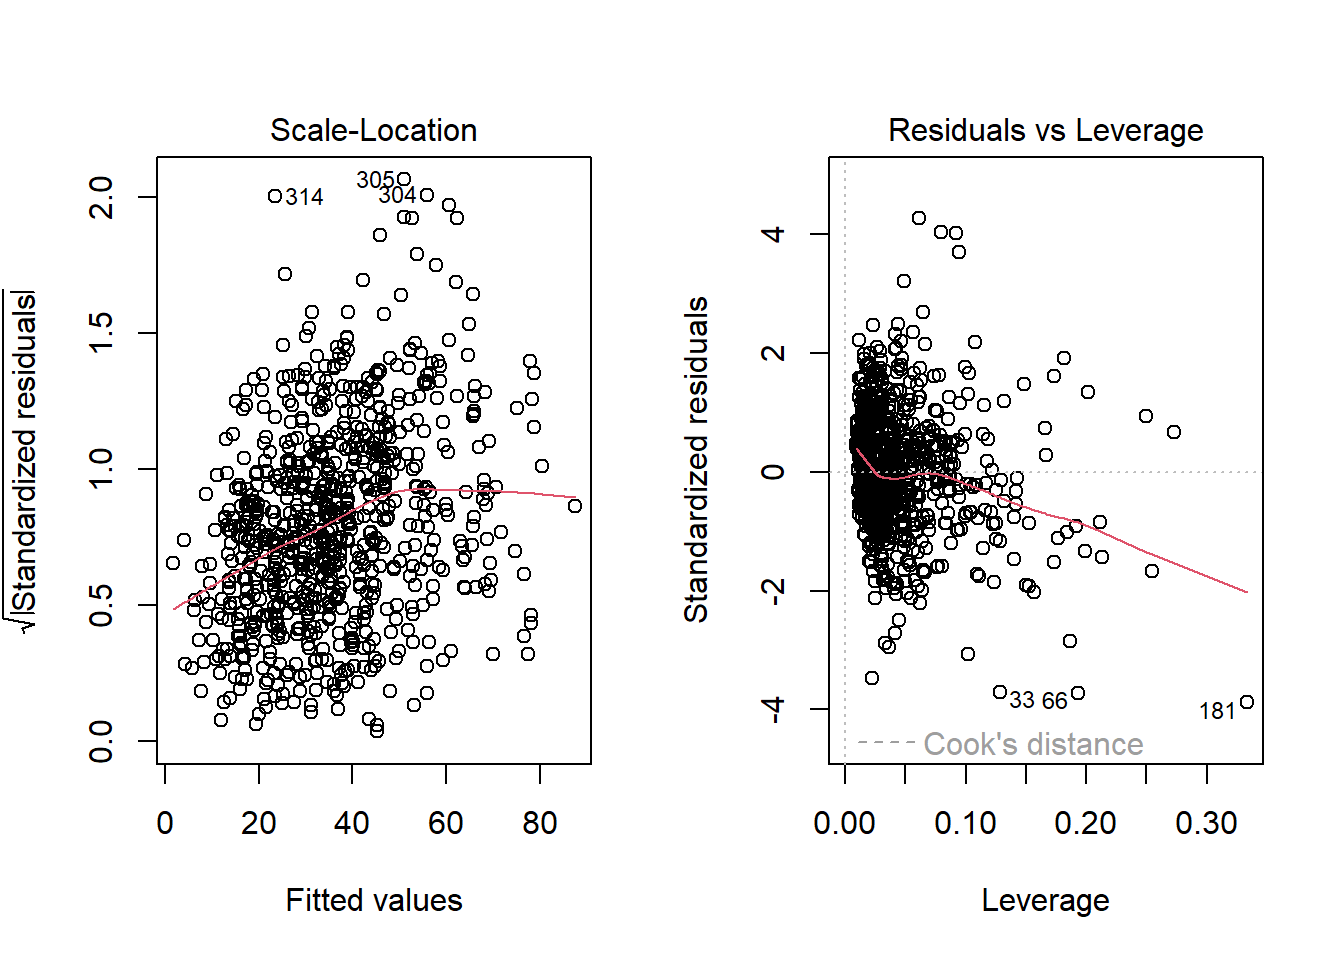 Scale-Location
√|Standardized residuals|
0.0 0.5 1.0 1.5 2.0
305
304
314
0 20 40 60 80
Fitted values
Residuals vs Leverage
Standardized residuals
-4 -2 0 2 4
33 66
181
Cook's distance
0.00 0.10 0.20 0.30
Leverage